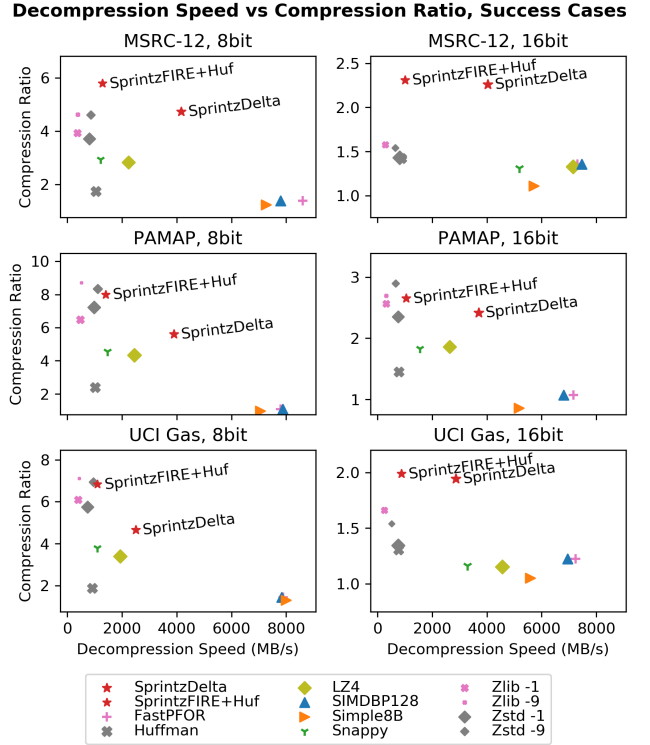 Decompression Speed vs Compression Ratio, Success Cases
MSRC-12, 8bit
6
4
2
Compression Ratio
SprintzFIRE+Huf
SprintzDelta
MSRC-12, 16bit
2.5
2.0
1.5
1.0
SprintzFIRE+Huf
SprintzDelta
PAMAP, 8bit
10
8
6
4
2
Compression Ratio
SprintzFIRE+Huf
SprintzDelta
PAMAP, 16bit
3
2
1
SprintzFIRE+Huf
SprintzDelta
UCI Gas, 8bit
8
6
4
2
Compression Ratio
SprintzFIRE+Huf
SprintzDelta
0 2000 4000 6000 8000
Decompression Speed (MB/s)
UCI Gas, 16bit
2.0
1.5
1.0
SprintzFIRE+Huf
SprintzDelta
0 2000 4000 6000 8000
Decompression Speed (MB/s)
SprintzDelta
SprintzFIRE+Huf
FastPFOR
Huffman
LZ4
SIMDBP128
Simple8B
Snappy
Zlib -1
Zlib -9
Zstd -1
Zstd -9